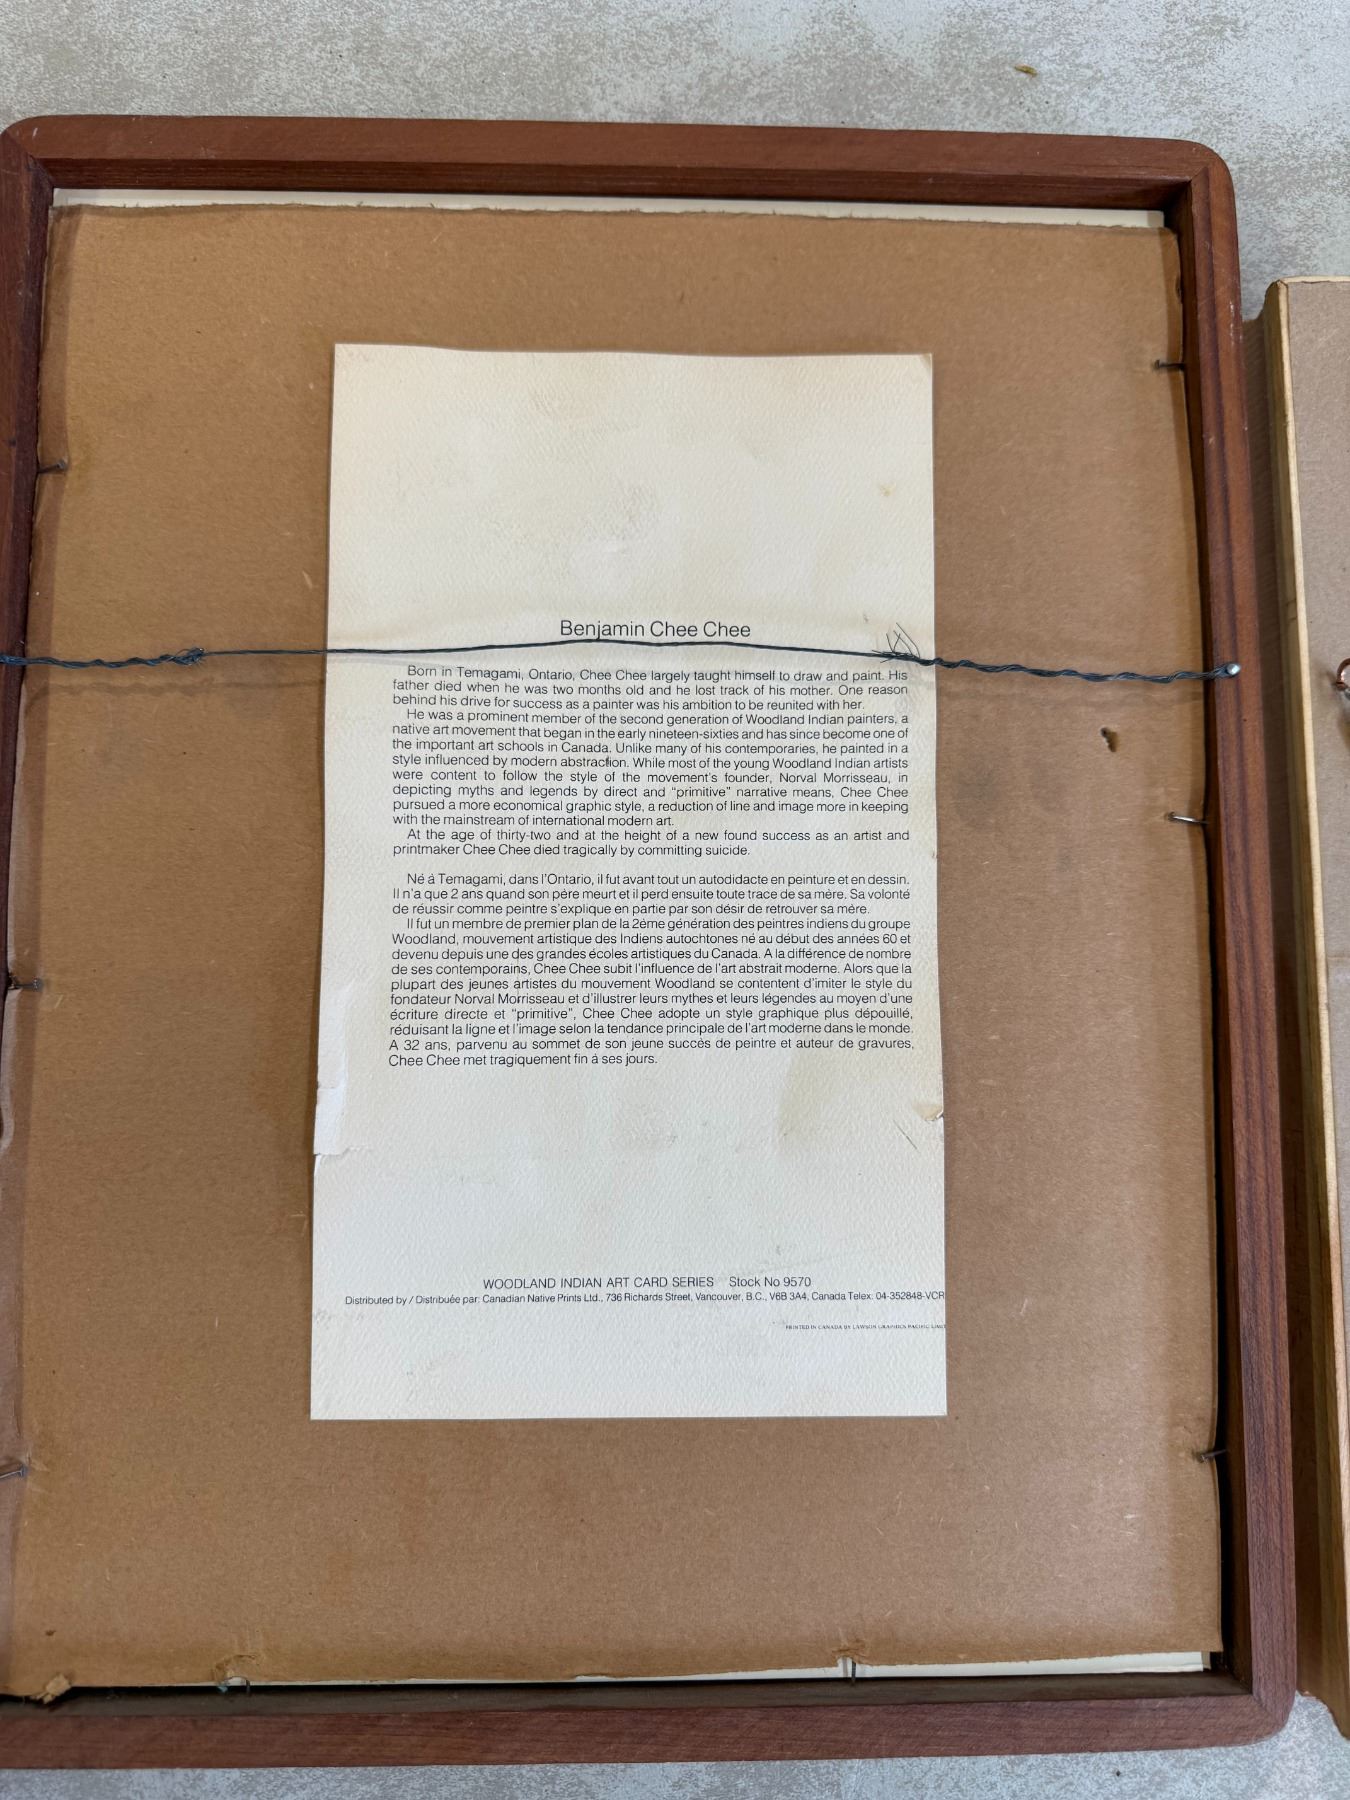 Benjamin Chee Chee
Born in Temagami, Ontario, Chee Chee largely taught himself to draw and paint. His
father died when he was two months old and he lost track of his mother. One reason
behind his drive for success as a painter was his ambition to be reunited with her.
He was a prominent member of the second generation of Woodland Indian painters, a
native art movement that began in the early nineteen-sixties and has since become one of
the important art schools in Canada. Unlike many of his contemporaries, he painted in a
style influenced by modern abstraction. While most of the young Woodland Indian artists
were content to follow the style of the movement's founder, Norval Morrisseau, in
depicting myths and legends by direct and "primitive" narrative means, Chee Chee
pursued a more economical graphic style, a reduction of line and image more in keeping
with the mainstream of international modern art.
At the age of thirty-two and at the height of a new found success as an artist and
printmaker Chee Chee died tragically by committing suicide.
Né á Temagami, dans l'Ontario, il fut avant tout un autodidacte en peinture et en dessin.
Il n'a que 2 ans quand son pére meurt et il perd ensuite toute trace de sa mére. Sa volonté
de réussir comme peintre s'explique en partie par son désir de retrouver sa mére.
Il fut un membre de premier plan de la 2éme génération des peintres indiens du groupe
Woodland, mouvement artistique des Indiens autochtones né au début des années 60 et
devenu depuis une des grandes écoles artistiques du Canada. A la différence de nombre
de ses contemporains, Chee Chee subit l'influence de l'art abstrait moderne. Alors que la
plupart des jeunes artistes du mouvement Woodland se contentent d'imiter le style du
fondateur Norval Morrisseau et d'illustrer leurs mythes et leurs légendes au moyen d'une
écriture directe et "primitive", Chee Chee adopte un style graphique plus dépouillé,
réduisant la ligne et l'image selon la tendance principale de l'art moderne dans le monde.
A 32 ans, parvenu au sommet de son jeune succés de peintre et auteur de gravures,
Chee Chee met tragiquement fin á ses jours.
WOODLAND INDIAN ART CARD SERIES Stock No 9570
Distributed by / Distribuée par: Canadian Native Prints Ltd., 736 Richards Street, Vancouver, B.C., V6B 3A4, Canada Telex: 04-352848-VCR
PRINTED IN CANADA BY LAWSON GRAPHICS PACIFIC LIMIT